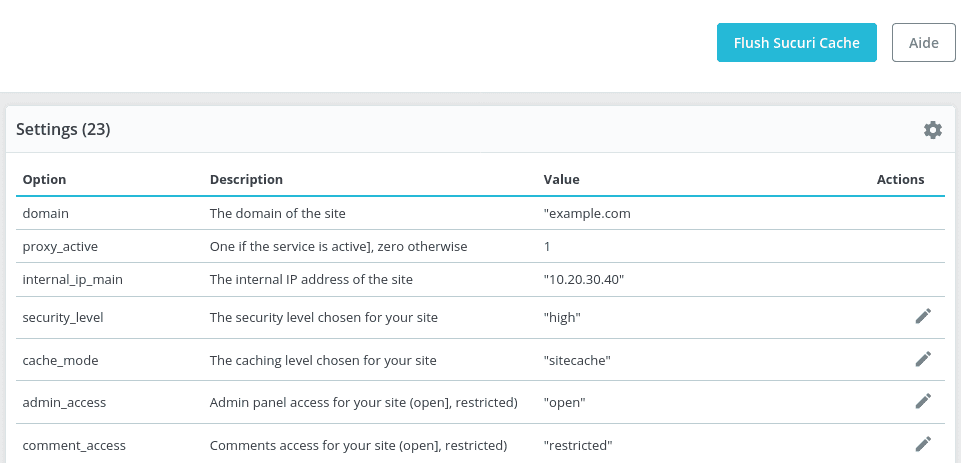 Flush Sucuri Cache Aide
Settings (23)
Option Description Value Actions
domain The domain of the site "example.com
proxy_active One if the service is active], zero otherwise 1
internal_ip_main The internal IP address of the site "10.20.30.40"
security_level The security level chosen for your site "high"
cache_mode The caching level chosen for your site "sitecache"
admin_access Admin panel access for your site (open], restricted) "open"
comment_access Comments access for your site (open], restricted) "restricted"